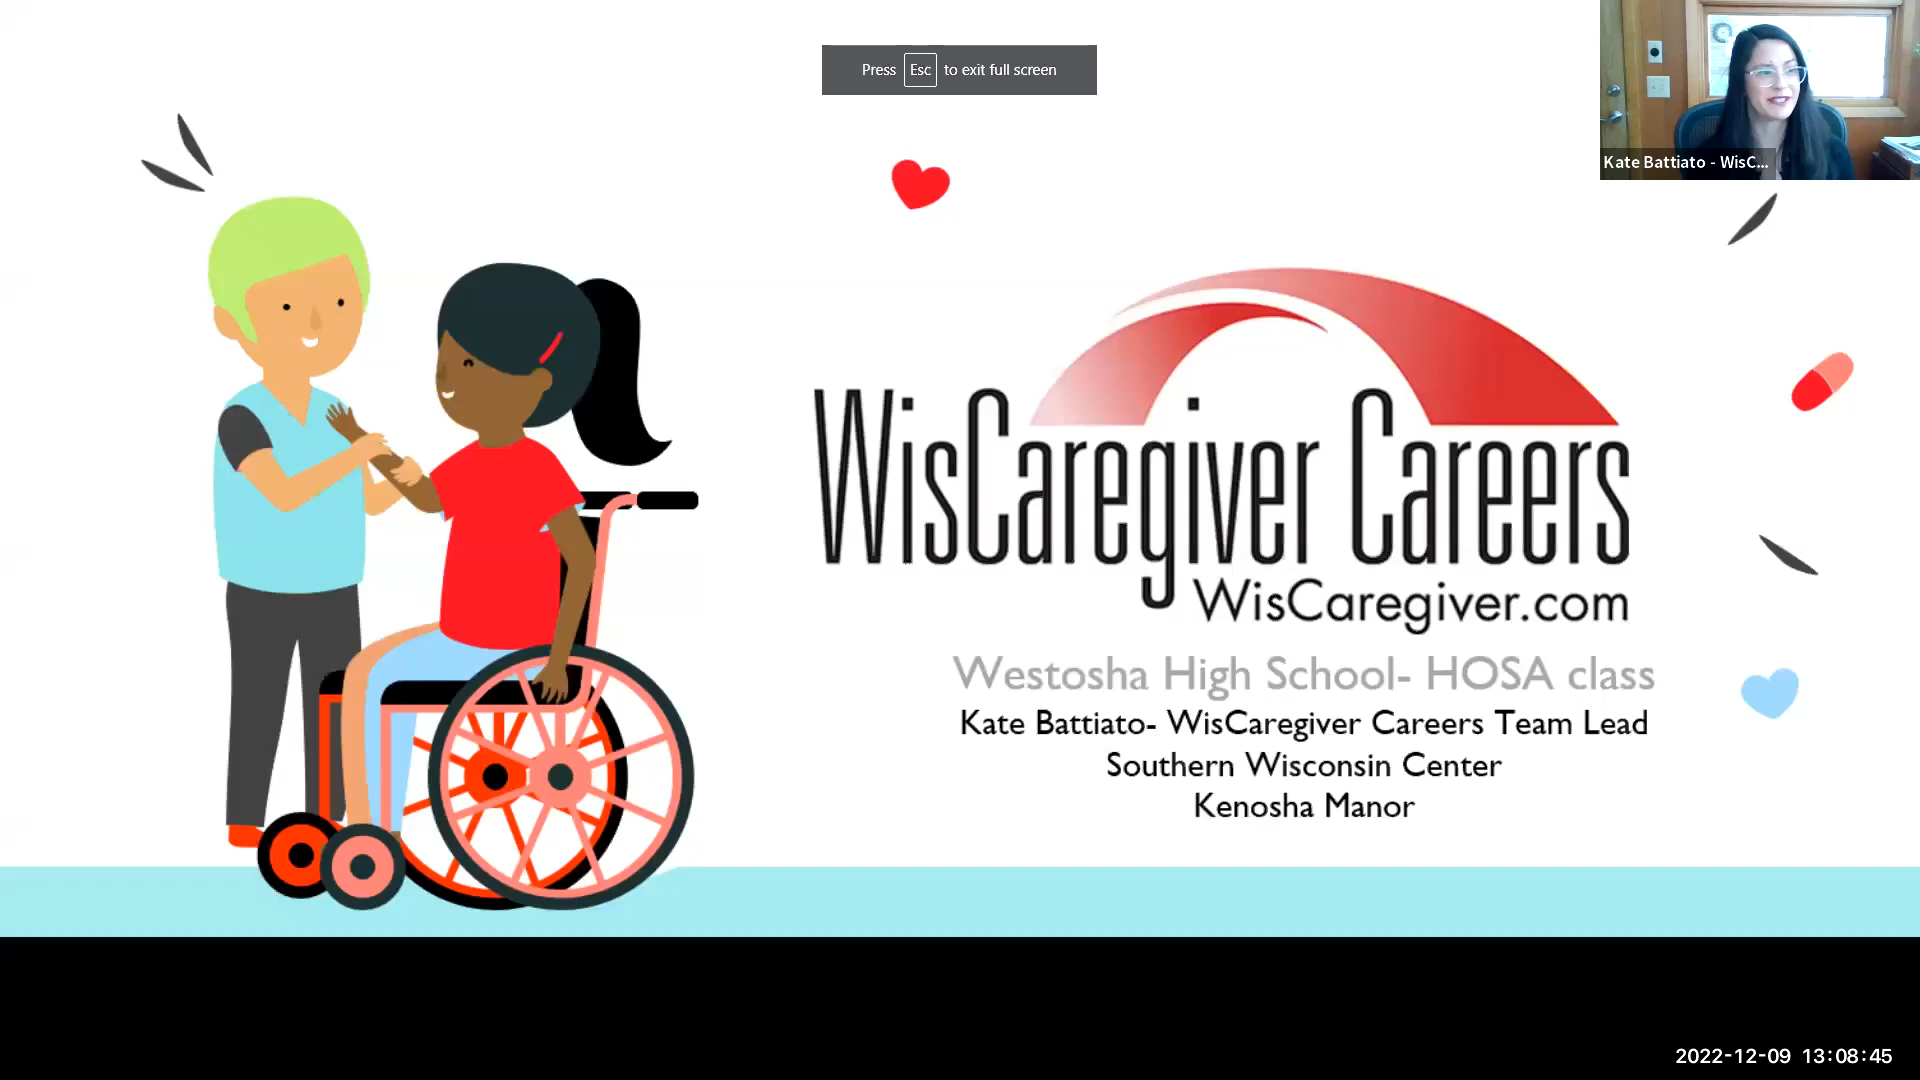 Press Esc to exit full screen
Kate Battiato - WisC...
WisCaregiver Careers
WisCaregiver.com
Westosha High School- HOSA class
Kate Battiato- WisCaregiver Careers Team Lead
Southern Wisconsin Center
Kenosha Manor
2022-12-09 13:08:45